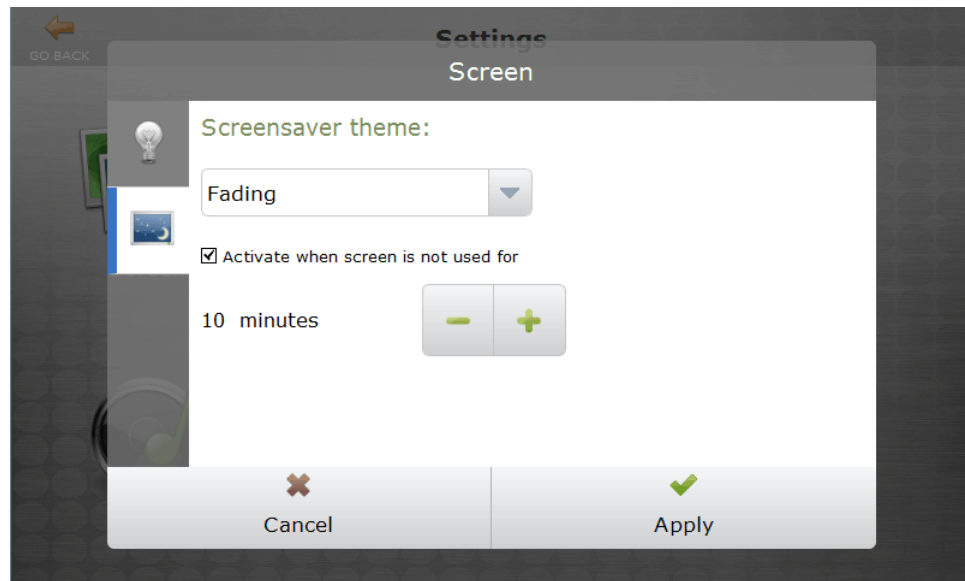 Settings
GO BACK
Screen
Screensaver theme:
Fading
Activate when screen is not used for
10 minutes
Cancel
Apply